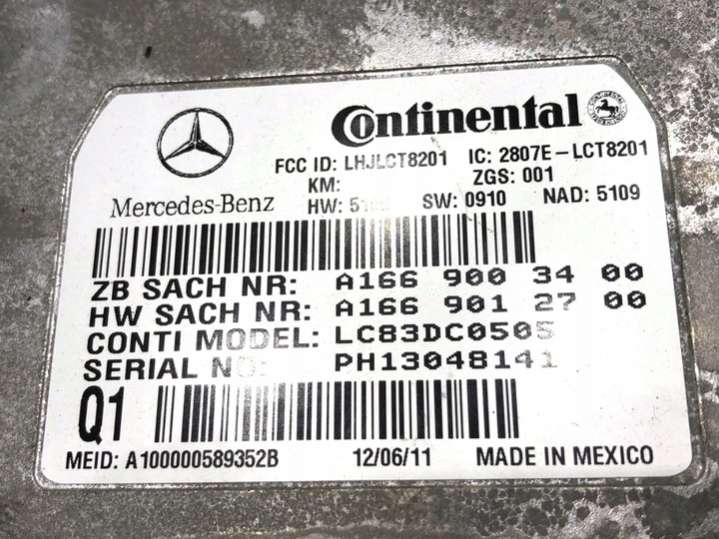 Continental
FCC ID: LHJLCT8201 IC: 2807E-LCT8201
KM: ZGS: 001
Mercedes-Benz HW: SW: 0910 NAD: 5109
ZB SACH NR: A166 900 34 00
HW SACH NR: A166 901 27 00
CONTI MODEL: LC83DC0505
SERIAL NO: PH13048141
Q1
MEID: A100000589352B 12/06/11 MADE IN MEXICO